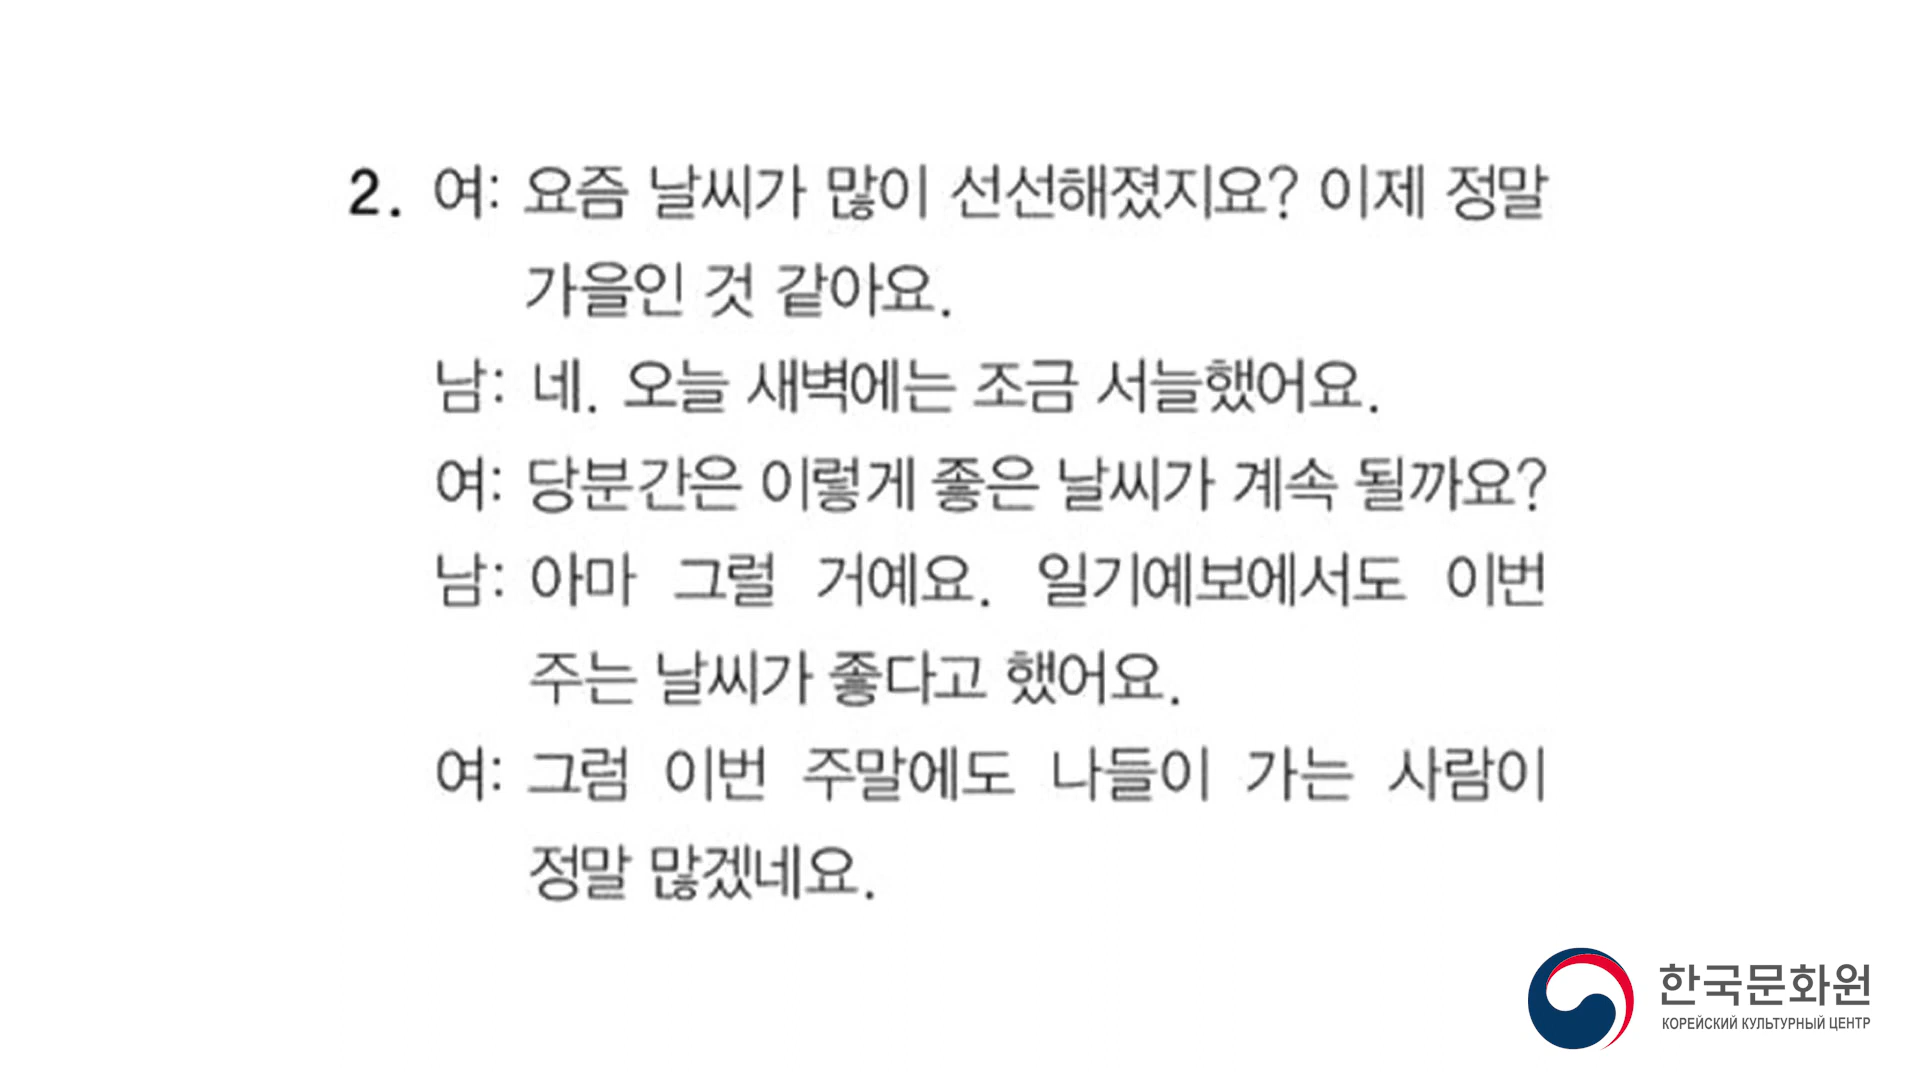 2. 여: 요즘 날씨가 많이 선선해졌지요? 이제 정말
가을인 것 같아요.
남: 네. 오늘 새벽에는 조금 서늘했어요.
여: 당분간은 이렇게 좋은 날씨가 계속 될까요?
남: 아마 그럴 거예요. 일기예보에서도 이번
주는 날씨가 좋다고 했어요.
여: 그럼 이번 주말에도 나들이 가는 사람이
정말 많겠네요.
한국문화원
КОРЕЙСКИЙ КУЛЬТУРНЫЙ ЦЕНТР